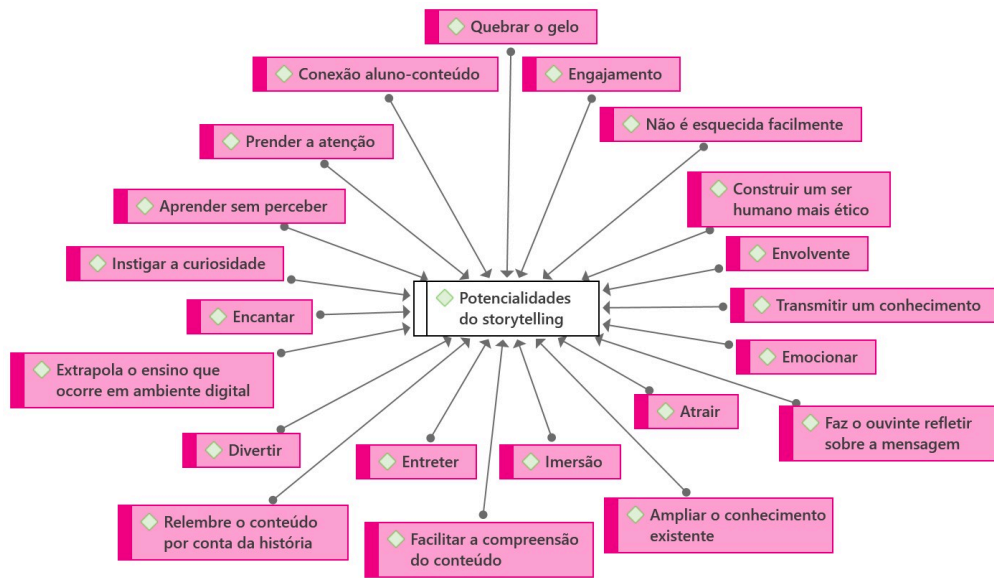 Quebrar o gelo
Conexão aluno-conteúdo
Engajamento
Não é esquecida facilmente
Prender a atenção
Construir um ser
humano mais ético
Aprender sem perceber
Envolvente
Instigar a curiosidade
Potencialidades
do storytelling
Transmitir um conhecimento
Encantar
Emocionar
Extrapola o ensino que
ocorre em ambiente digital
Atrair
Faz o ouvinte refletir
sobre a mensagem
Divertir
Entreter
Imersão
Relembre o conteúdo
por conta da história
Ampliar o conhecimento
existente
Facilitar a compreensão
do conteúdo